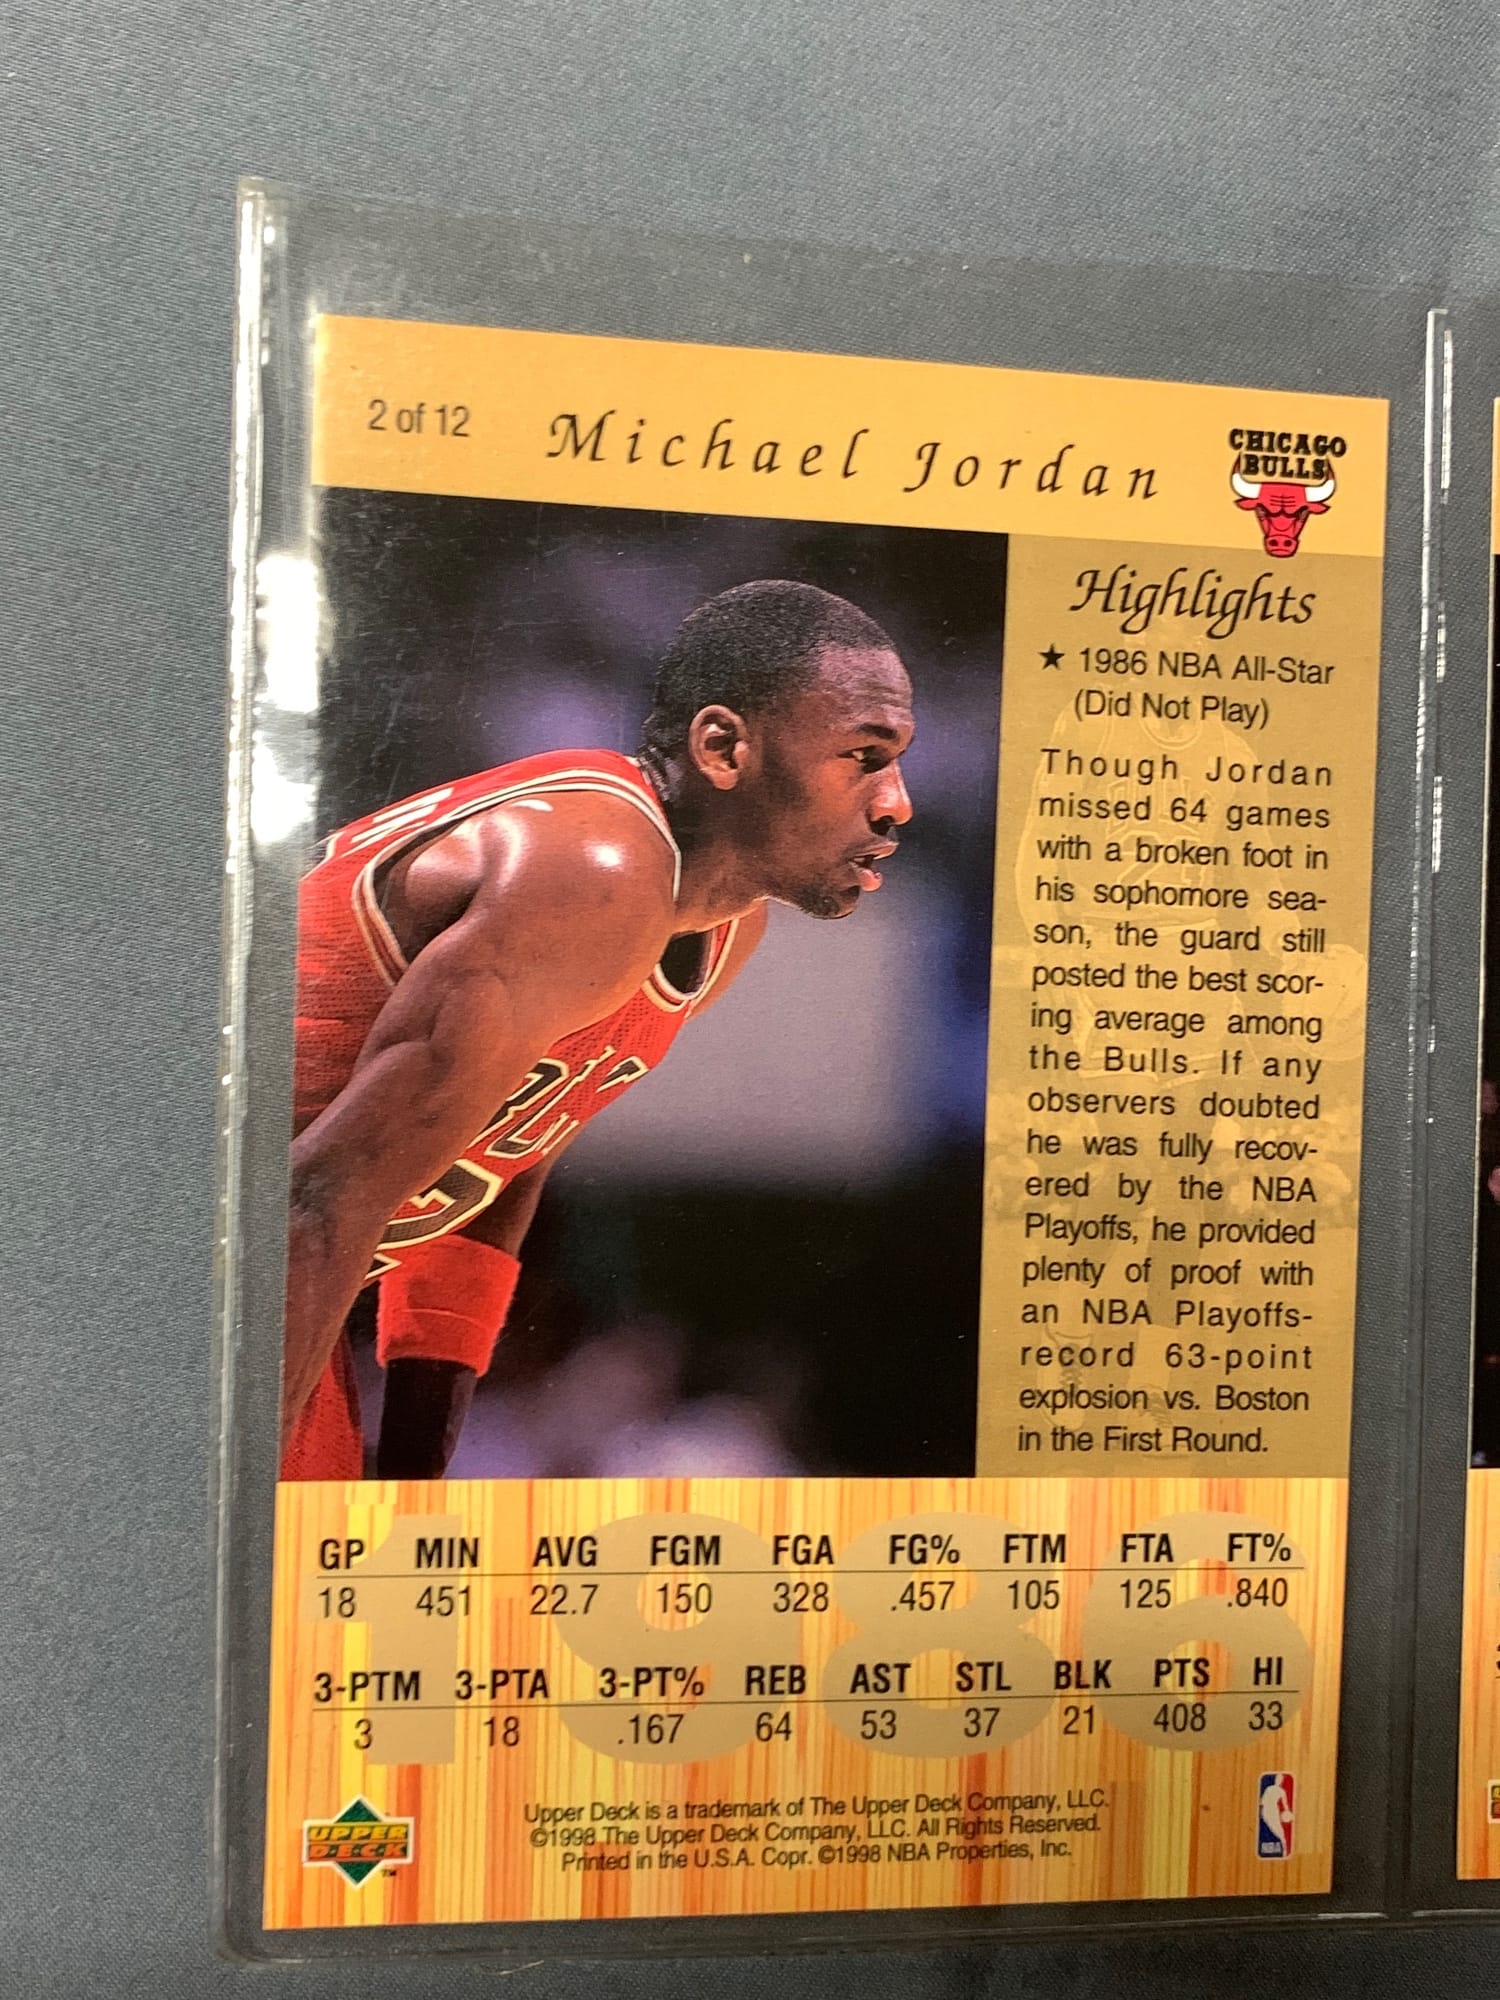 2 of 12
Michael Jordan
CHICAGO
BULLS
Highlights
★ 1986 NBA All-Star
(Did Not Play)
Though Jordan
missed 64 games
with a broken foot in
his sophomore sea-
son, the guard still
posted the best scor-
ing average among
the Bulls. If any
observers doubted
he was fully recov-
ered by the NBA
Playoffs, he provided
plenty of proof with
an NBA Playoffs-
record 63-point
explosion vs. Boston
in the First Round.
1986
GP MIN AVG FGM FGA FG% FTM FTA FT%
18 451 22.7 150 328 .457 105 125 .840
3-PTM 3-PTA 3-PT% REB AST STL BLK PTS HI
3 18 .167 64 53 37 21 408 33
UPPER
DECK
TM
Upper Deck is a trademark of The Upper Deck Company, LLC.
©1998 The Upper Deck Company, LLC. All Rights Reserved.
Printed in the U.S.A. Copr. ©1998 NBA Properties, Inc.
NBA